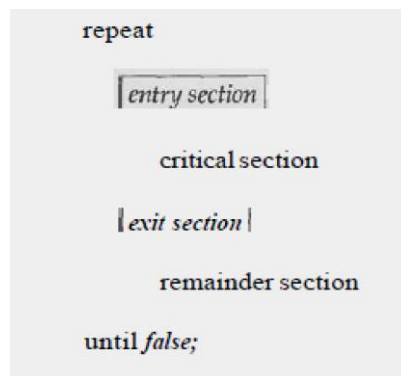 repeat
entry section
critical section
exit section
remainder section
until false;